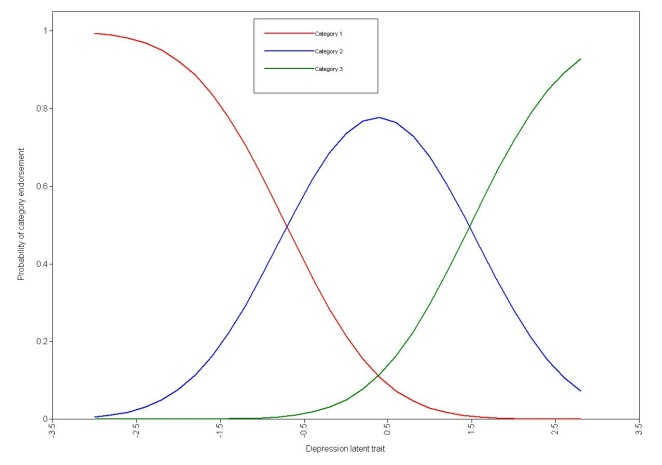 Category 1
Category 2
Category 3
1
0.8
0.6
0.4
0.2
0
Probability of category endorsement
-3.5
-2.5
-1.5
-0.5
0.5
1.5
2.5
3.5
Depression latent trait